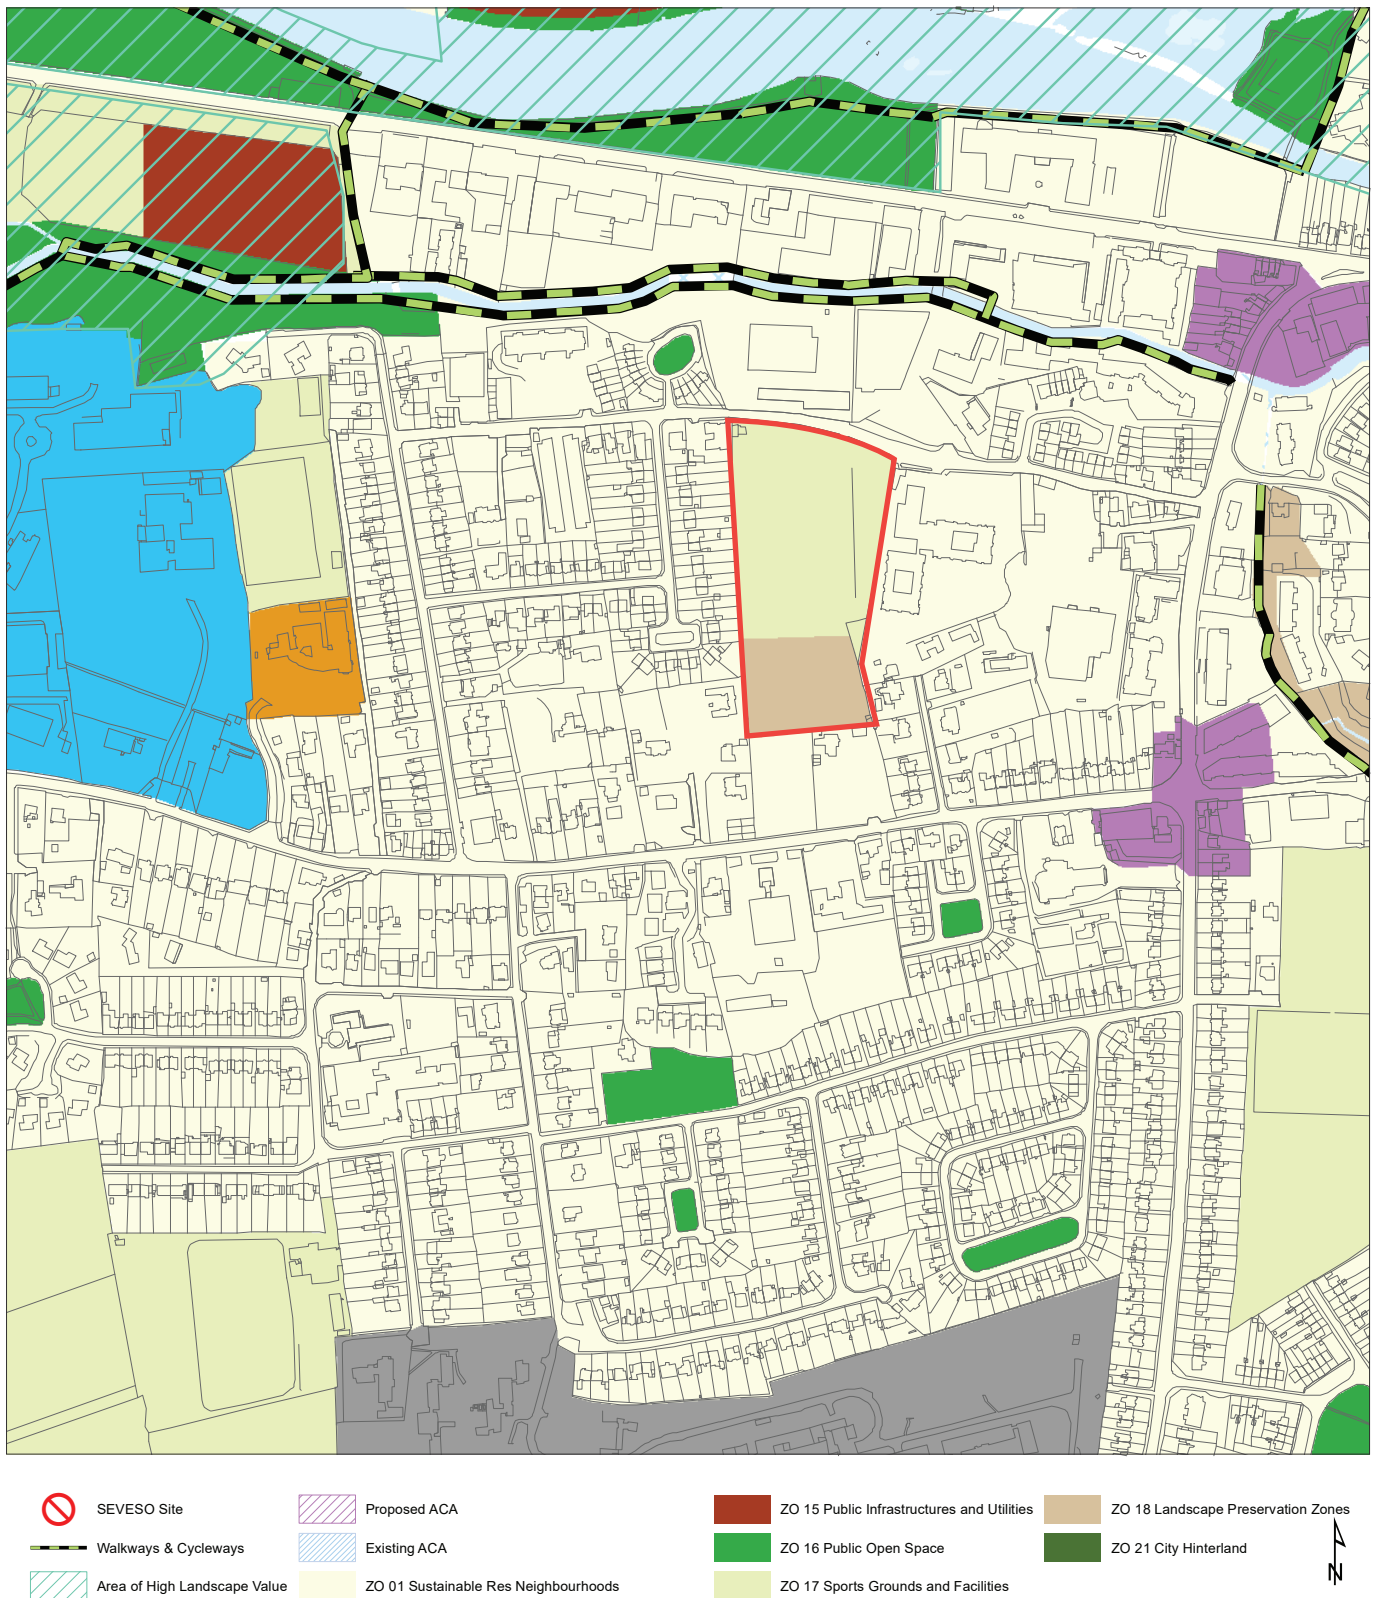 SEVESO Site
Walkways & Cycleways
Area of High Landscape Value
Proposed ACA
Existing ACA
ZO 01 Sustainable Res Neighbourhoods
ZO 15 Public Infrastructures and Utilities
ZO 16 Public Open Space
ZO 17 Sports Grounds and Facilities
ZO 18 Landscape Preservation Zones
ZO 21 City Hinterland
N